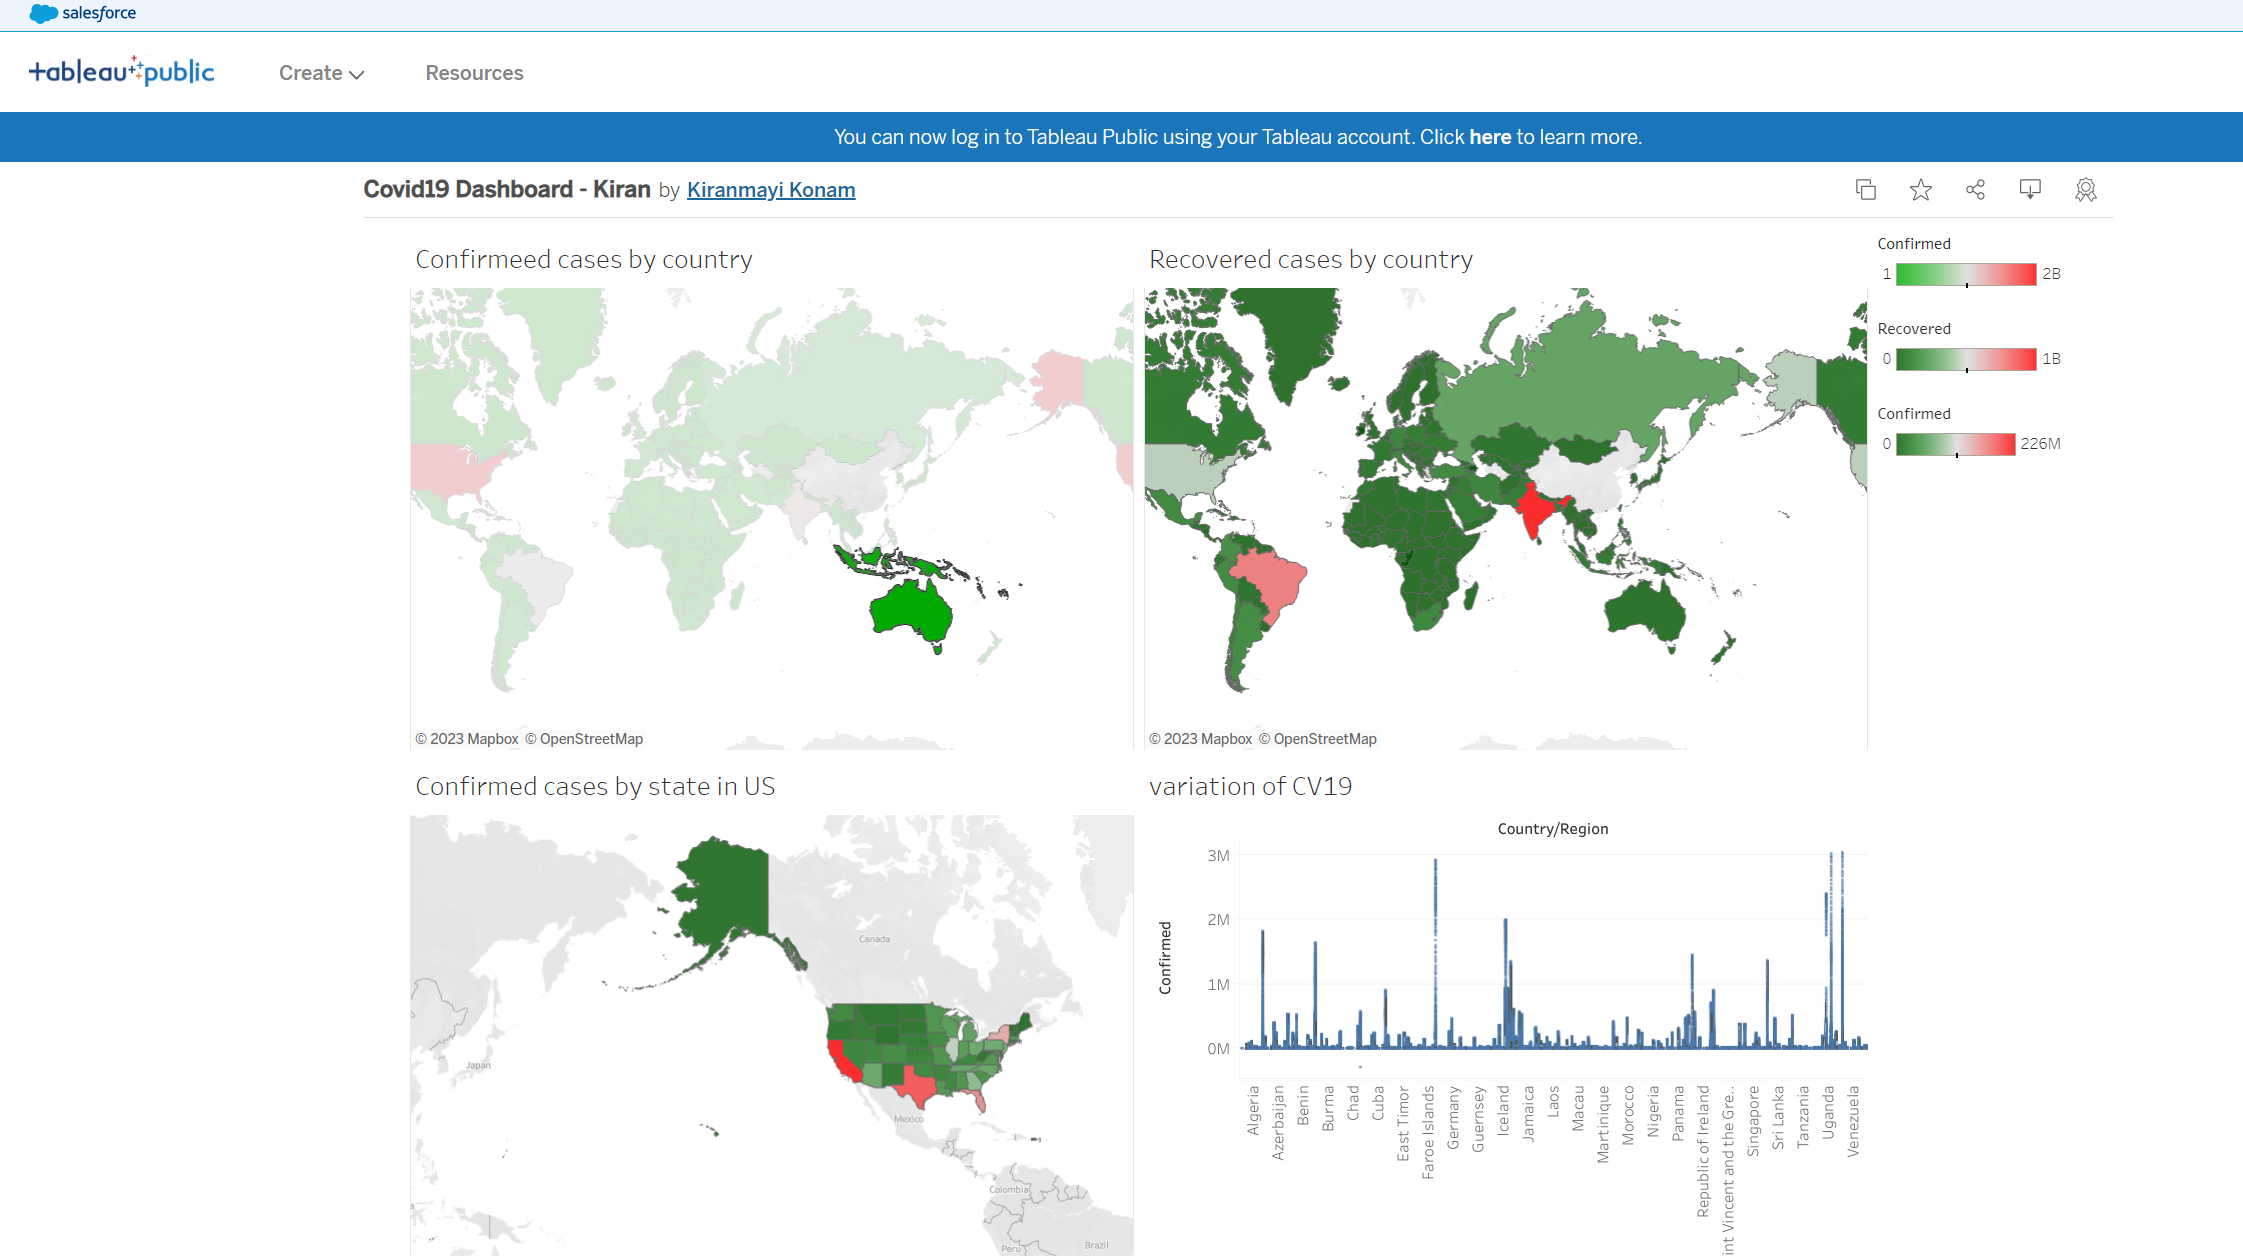 salesforce
tableau public
Create
Resources
You can now log in to Tableau Public using your Tableau account. Click here to learn more.
Covid19 Dashboard - Kiran by Kiranmayi Konam
Confirmeed cases by country
© 2023 Mapbox © OpenStreetMap
Recovered cases by country
© 2023 Mapbox © OpenStreetMap
Confirmed
1 2B
Recovered
0 1B
Confirmed
0 226M
Confirmed cases by state in US
Canada
Japan
Mexico
Colombia
Peru
Brazil
variation of CV19
Country/Region
Confirmed
3M
2M
1M
0M
Algeria
Azerbaijan
Benin
Burma
Chad
Cuba
East Timor
Faroe Islands
Germany
Guernsey
Iceland
Jamaica
Laos
Macau
Martinique
Morocco
Nigeria
Panama
Republic of Ireland
int Vincent and the Gre..
Singapore
Sri Lanka
Tanzania
Uganda
Venezuela